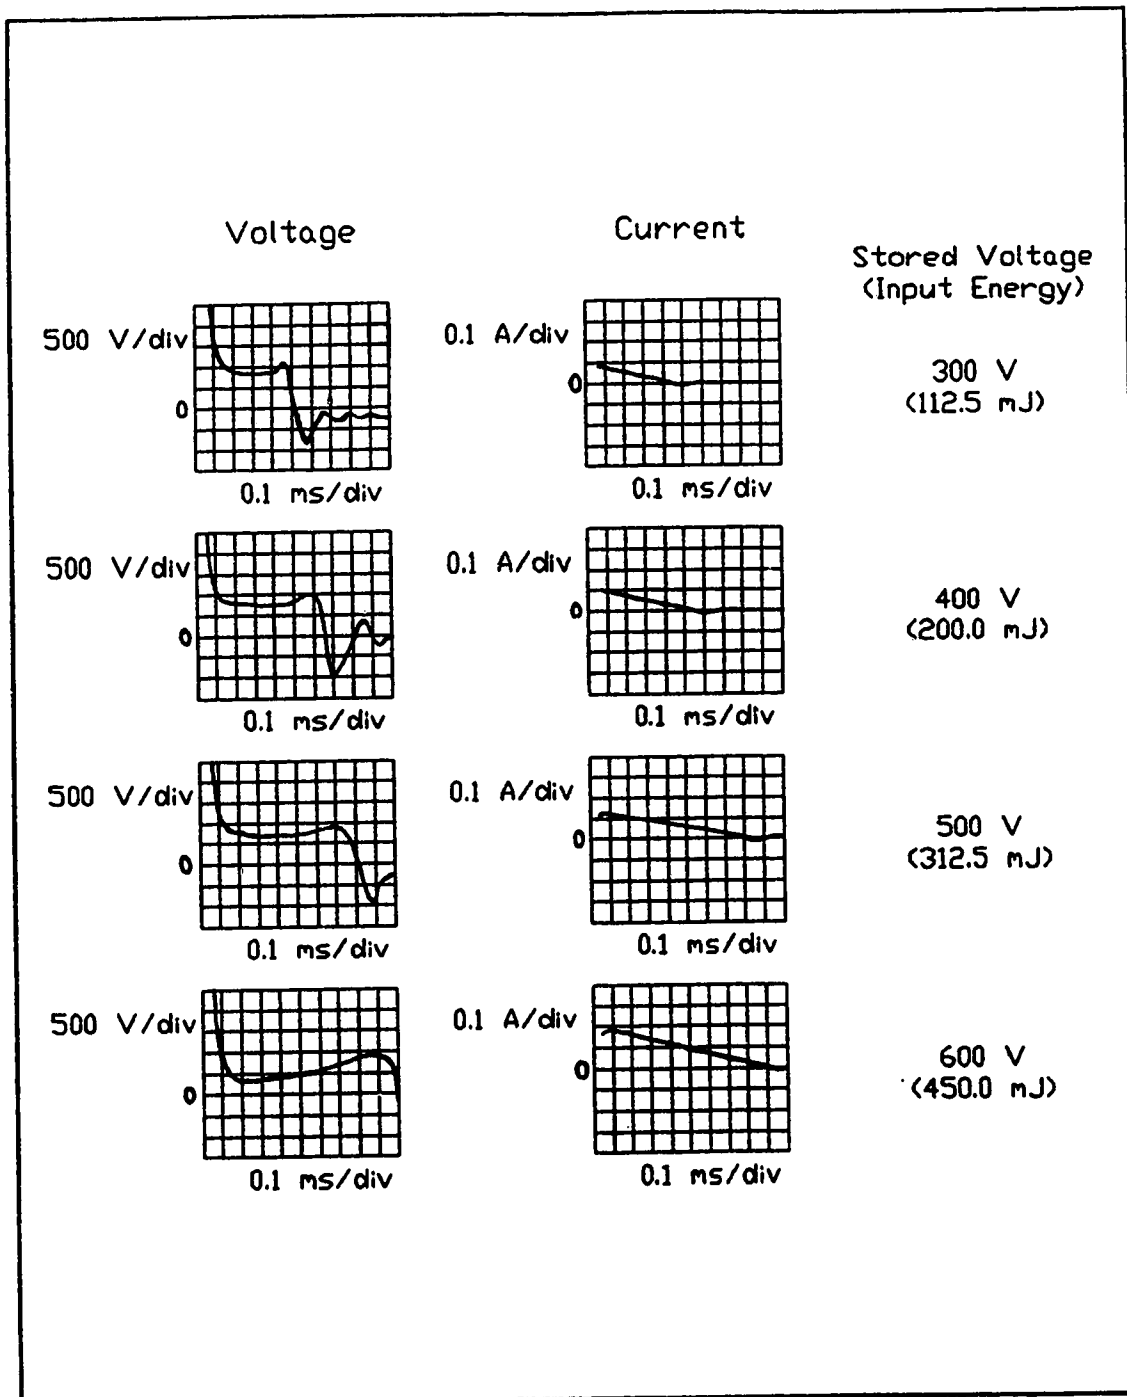 Voltage
Current
Stored Voltage
(Input Energy)
500 V/div
0
0.1 ms/div
0.1 A/div
0
0.1 ms/div
300 V
(112.5 mJ)
500 V/div
0
0.1 ms/div
0.1 A/div
0
0.1 ms/div
400 V
(200.0 mJ)
500 V/div
0
0.1 ms/div
0.1 A/div
0
0.1 ms/div
500 V
(312.5 mJ)
500 V/div
0
0.1 ms/div
0.1 A/div
0
0.1 ms/div
600 V
(450.0 mJ)